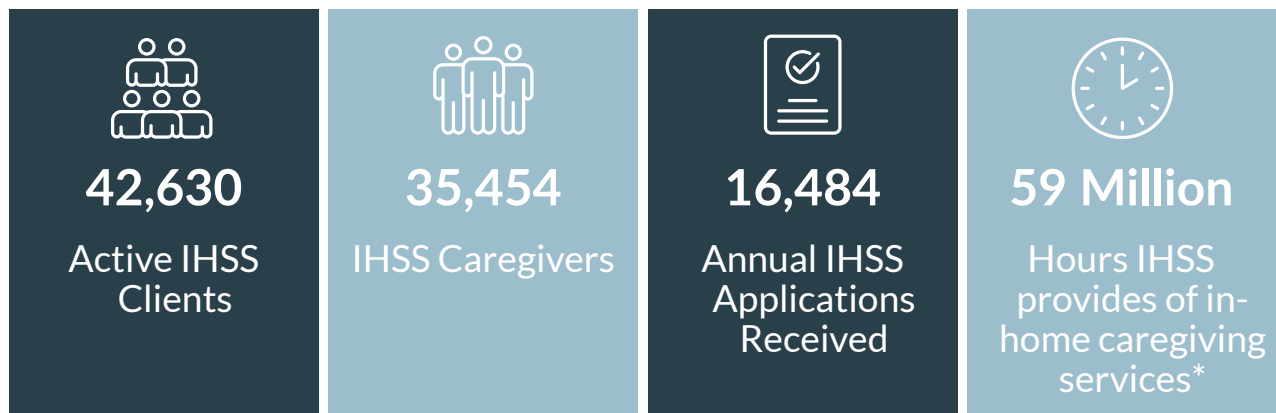 42,630
Active IHSS
Clients
35,454
IHSS Caregivers
16,484
Annual IHSS
Applications
Received
59 Million
Hours IHSS
provides of in-
home caregiving
services*